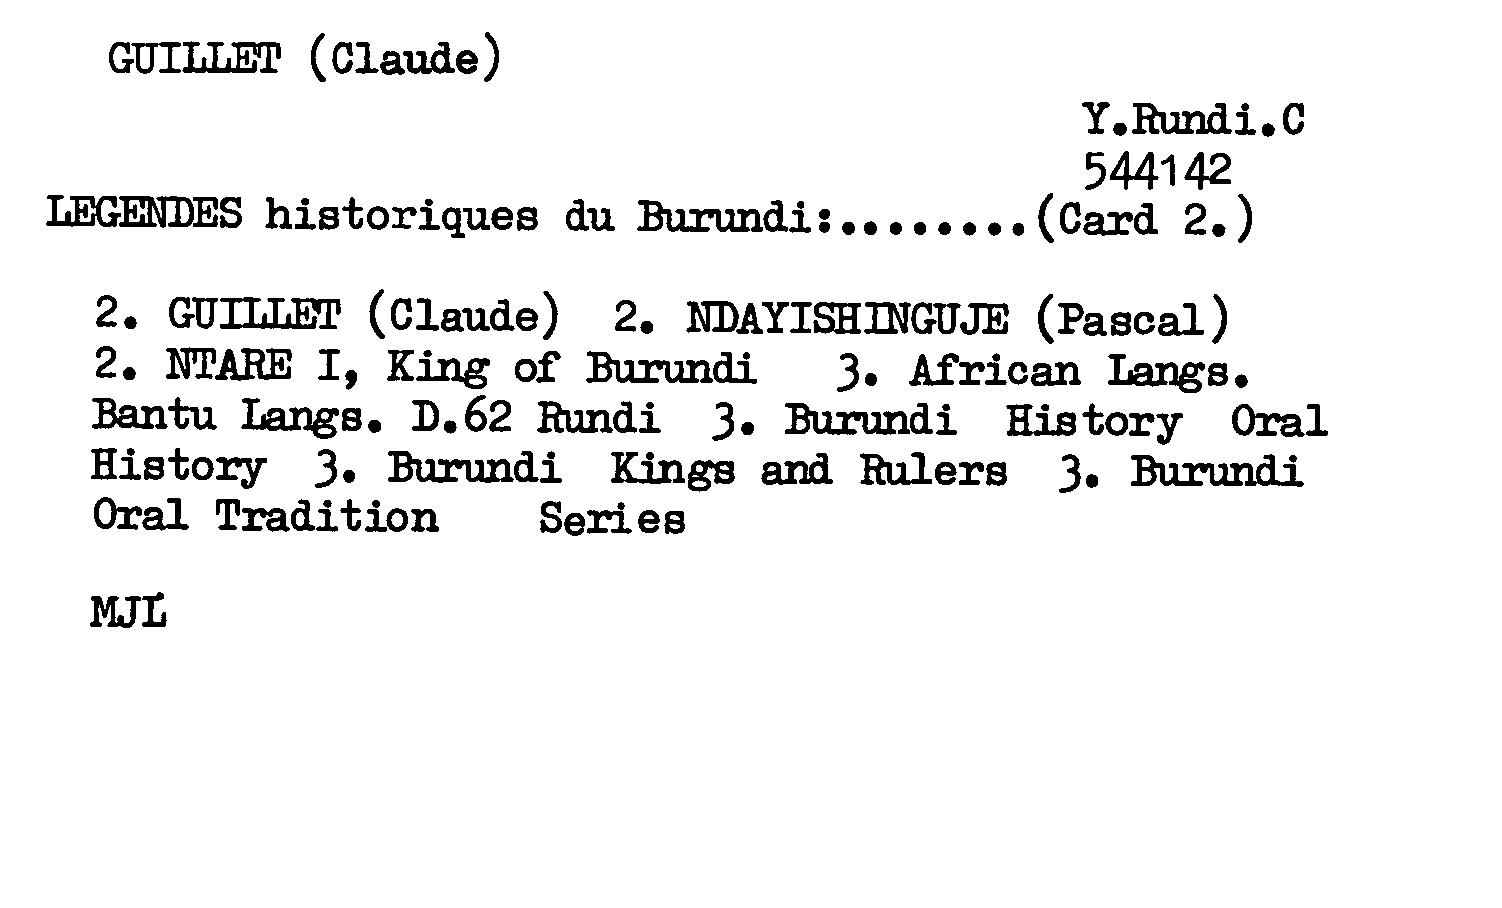 GUILLET (Claude)
Y.Rundi.C
544142
LEGENDES historiques du Burundi:........(Card 2.)
2. GUILLET (Claude) 2. NDAYISHINGUJE (Pascal)
2. NTARE I, King of Burundi 3. African Langs.
Bantu Langs. D.62 Rundi 3. Burundi History Oral
History 3. Burundi Kings and Rulers 3. Burundi
Oral Tradition Series
MJL